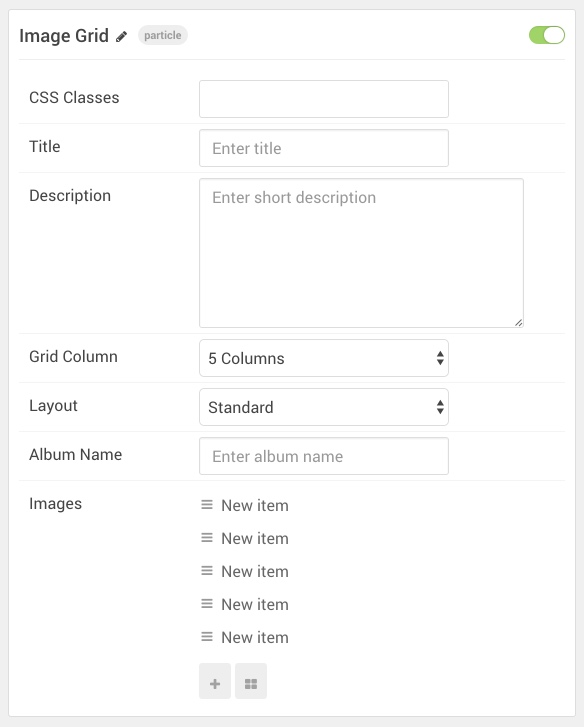 Image Grid particle
CSS Classes
Title Enter title
Description Enter short description
Grid Column 5 Columns
Layout Standard
Album Name Enter album name
Images New item
New item
New item
New item
New item